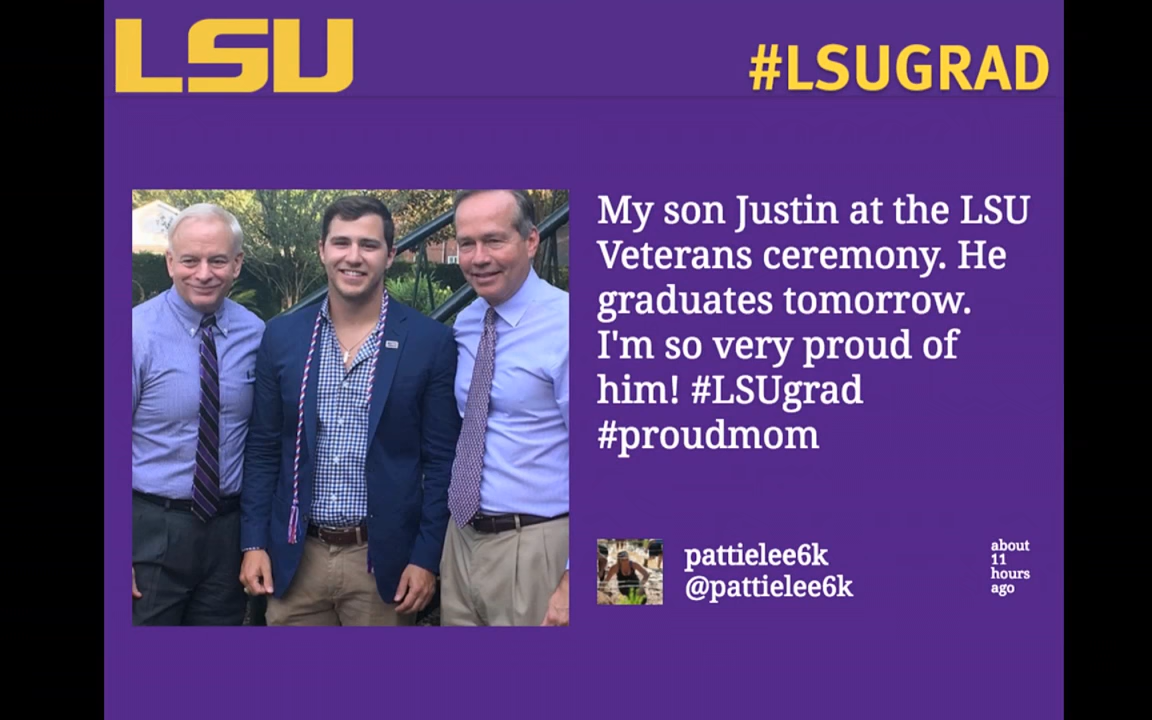 LSU
#LSUGRAD
My son Justin at the LSU
Veterans ceremony. He
graduates tomorrow.
I'm so very proud of
him! #LSUgrad
#proudmom
pattielee6k
@pattielee6k
about
11
hours
ago